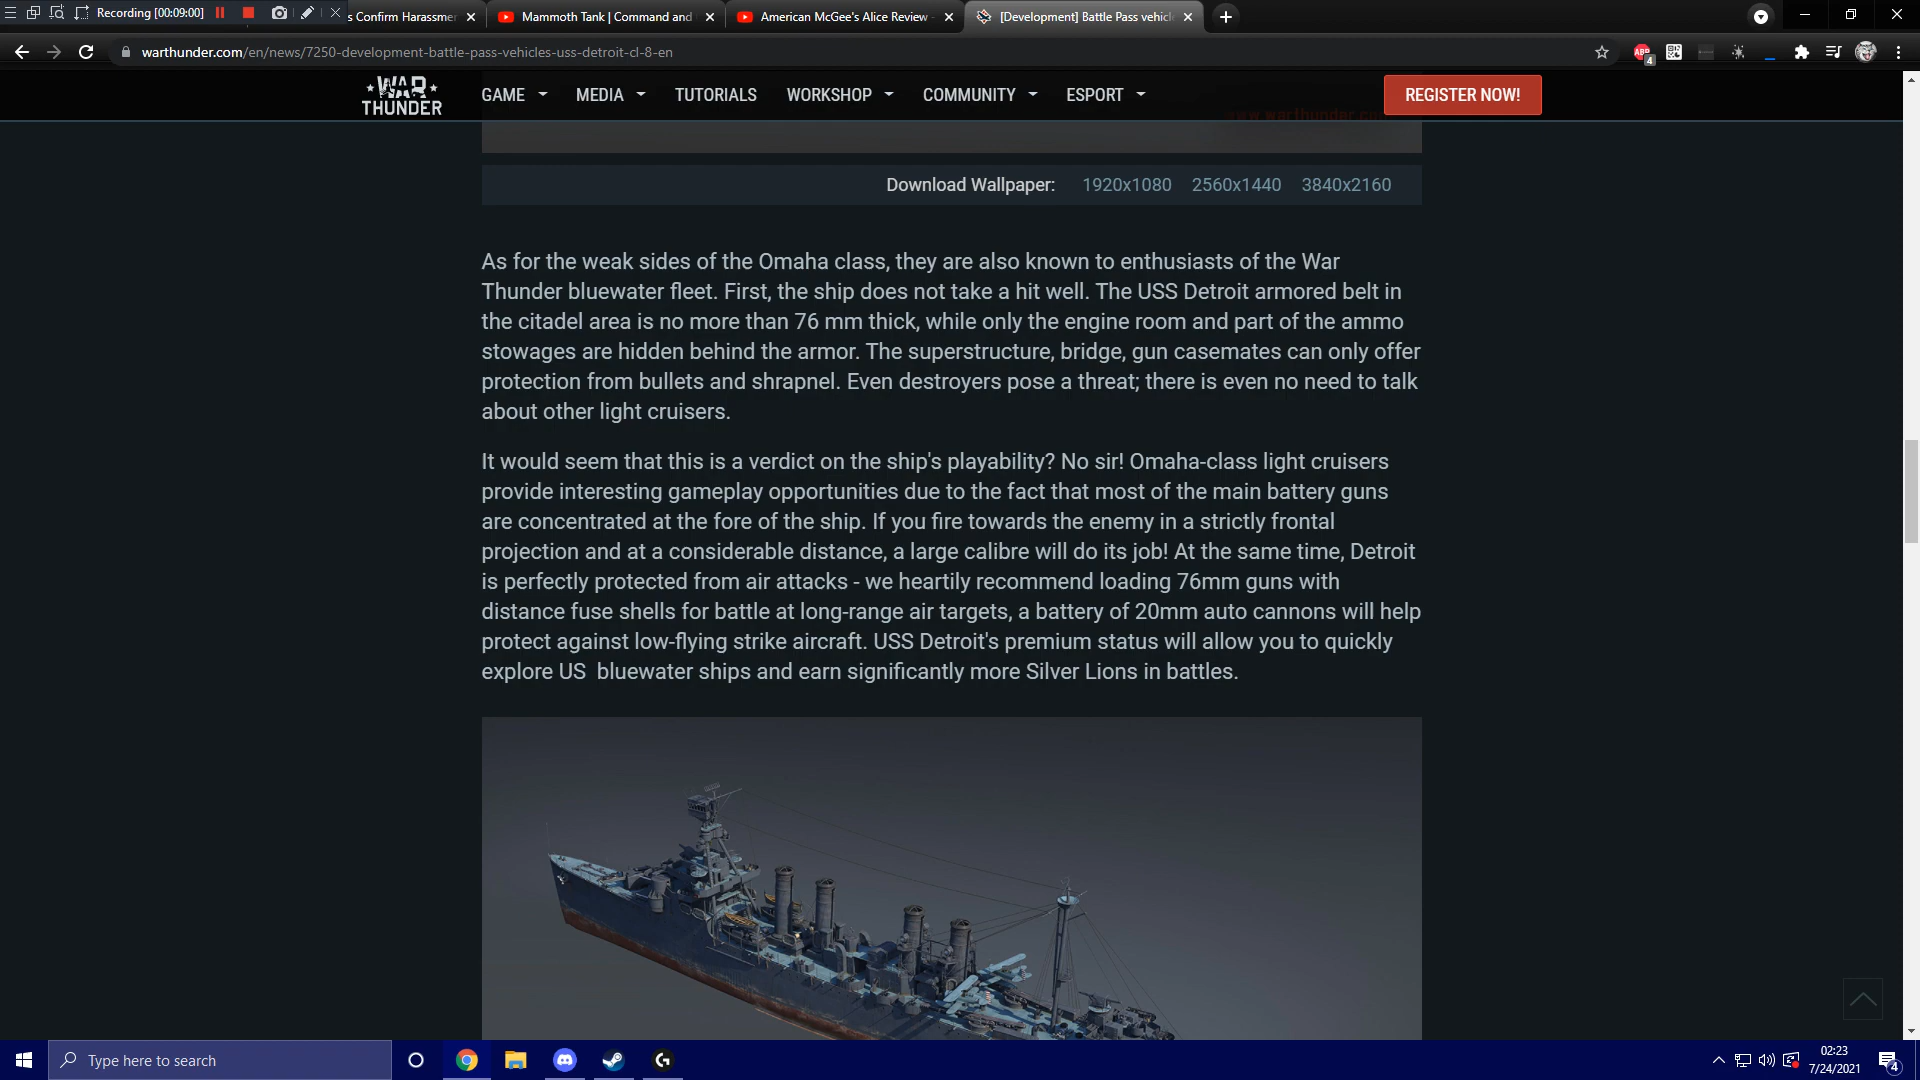 Recording [00:09:00]
s Confirm Harassmer
Mammoth Tank | Command and
American McGee's Alice Review -
[Development] Battle Pass vehicl
warthunder.com/en/news/7250-development-battle-pass-vehicles-uss-detroit-cl-8-en
ABP
4
WAR THUNDER
GAME
MEDIA
TUTORIALS
WORKSHOP
COMMUNITY
ESPORT
REGISTER NOW!
Download Wallpaper: 1920x1080 2560x1440 3840x2160
As for the weak sides of the Omaha class, they are also known to enthusiasts of the War
Thunder bluewater fleet. First, the ship does not take a hit well. The USS Detroit armored belt in
the citadel area is no more than 76 mm thick, while only the engine room and part of the ammo
stowages are hidden behind the armor. The superstructure, bridge, gun casemates can only offer
protection from bullets and shrapnel. Even destroyers pose a threat; there is even no need to talk
about other light cruisers.
It would seem that this is a verdict on the ship's playability? No sir! Omaha-class light cruisers
provide interesting gameplay opportunities due to the fact that most of the main battery guns
are concentrated at the fore of the ship. If you fire towards the enemy in a strictly frontal
projection and at a considerable distance, a large calibre will do its job! At the same time, Detroit
is perfectly protected from air attacks - we heartily recommend loading 76mm guns with
distance fuse shells for battle at long-range air targets, a battery of 20mm auto cannons will help
protect against low-flying strike aircraft. USS Detroit's premium status will allow you to quickly
explore US  bluewater ships and earn significantly more Silver Lions in battles.
Type here to search
02:23
7/24/2021
4